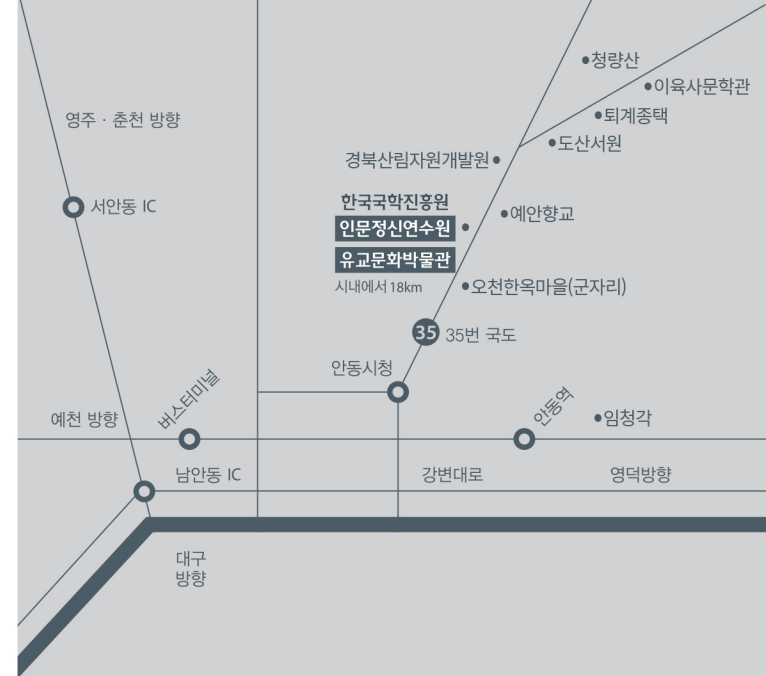 청량산
이육사문학관
퇴계종택
영주 · 춘천 방향
도산서원
경북산림자원개발원
한국국학진흥원
서안동 IC
인문정신연수원
예안향교
유교문화박물관
시내에서 18km
오천한옥마을(군자리)
35
35번 국도
안동시청
버스터미널
안동역
예천 방향
임청각
남안동 IC
강변대로
영덕방향
대구
방향